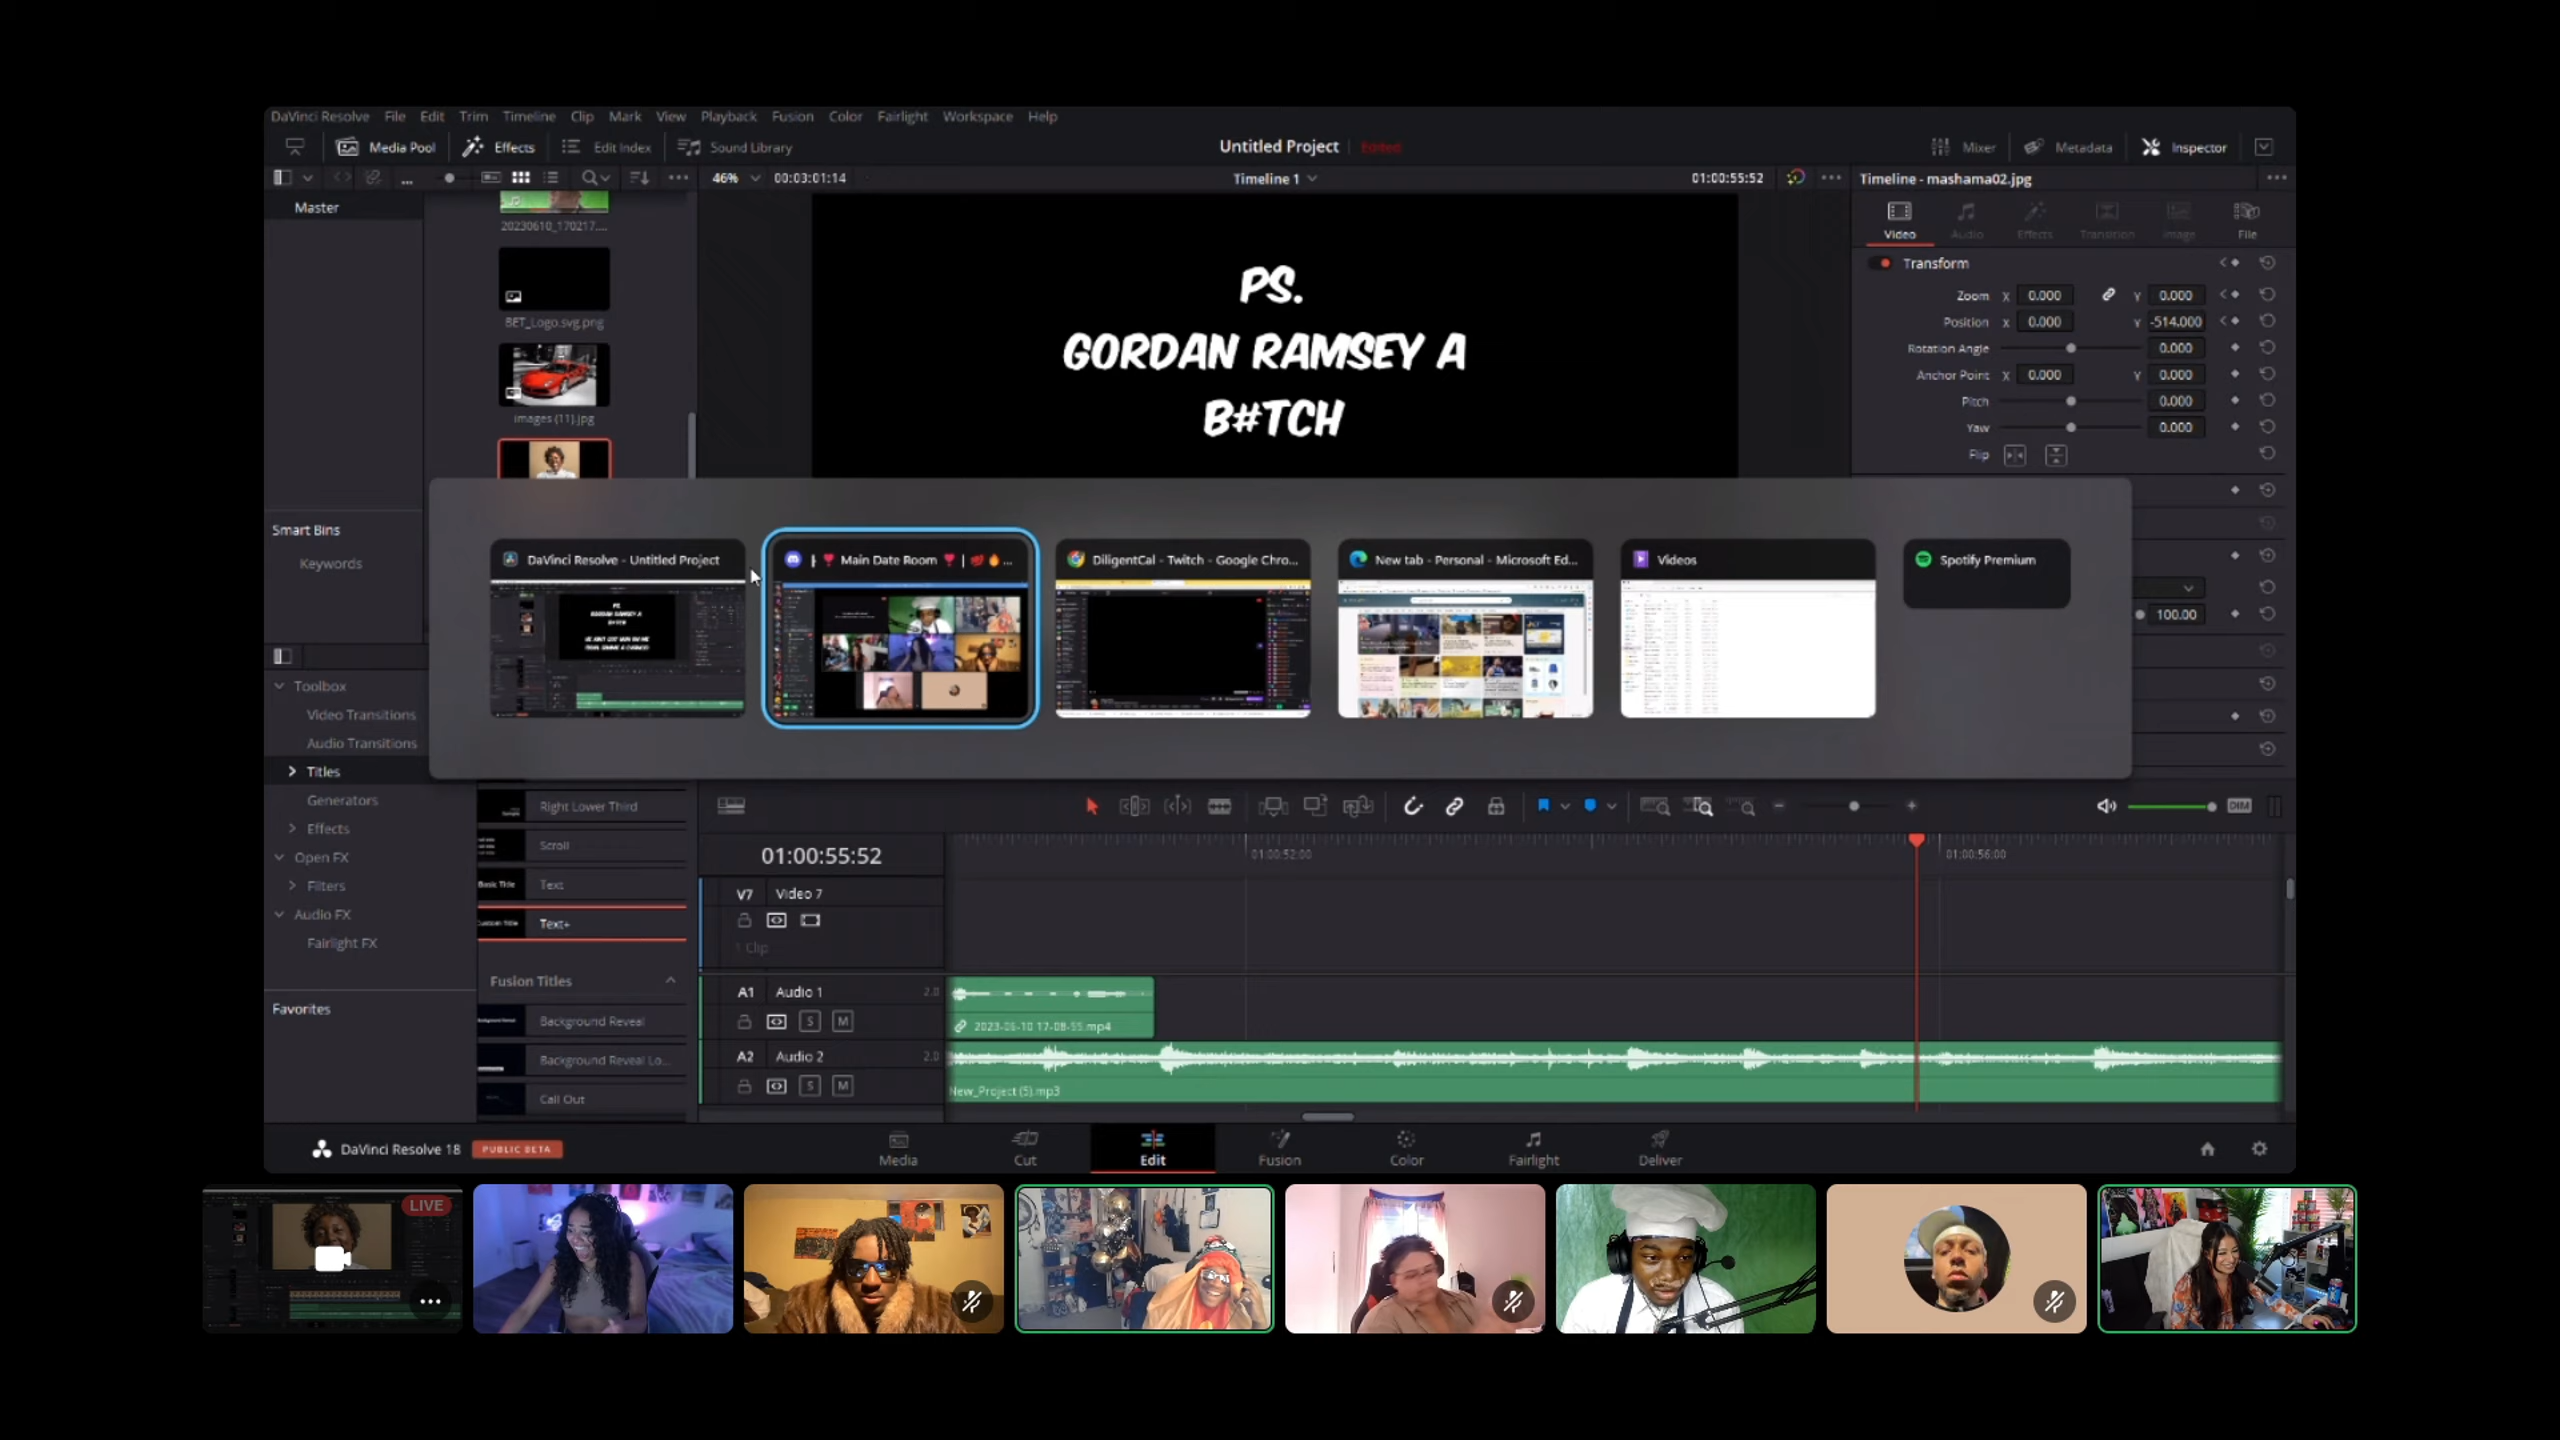 DaVinci Resolve File Edit Trim Timeline Clip Mark View Playback Fusion Color Fairlight Workspace Help
Media Pool Effects Edit Index Sound Library Untitled Project Edited Mixer Metadata Inspector
46% 00:03:01:14 Timeline 1 01:00:55:52 Timeline - mashama02.jpg
Master
20230610_170217....
BET_Logo.svg.png
images (11).jpg
PS.
GORDAN RAMSEY A
B#TCH
Video Audio Effects Transition Image File
Transform
Zoom X 0.000 Y 0.000
Position X 0.000 Y -514.000
Rotation Angle 0.000
Anchor Point X 0.000 Y 0.000
Pitch 0.000
Yaw 0.000
Flip
Smart Bins
Keywords
DaVinci Resolve - Untitled Project
Main Date Room
DiligentCal - Twitch - Google Chro...
New tab - Personal - Microsoft Ed...
Videos
Spotify Premium
100.00
Toolbox
Video Transitions
Audio Transitions
Titles
Generators
Effects
Open FX
Filters
Audio FX
Fairlight FX
Favorites
Right Lower Third
Scroll
Basic Title Text
Custom Title Text+
Fusion Titles
Background Reveal
Background Reveal Lo...
Call Out
DIM
01:00:55:52
01:00:52:00 01:00:56:00
V7 Video 7
1 Clip
A1 Audio 1 2.0
S M
2023-06-10 17-08-55.mp4
A2 Audio 2 2.0
S M
New_Project (5).mp3
DaVinci Resolve 18 PUBLIC BETA
Media Cut Edit Fusion Color Fairlight Deliver
LIVE